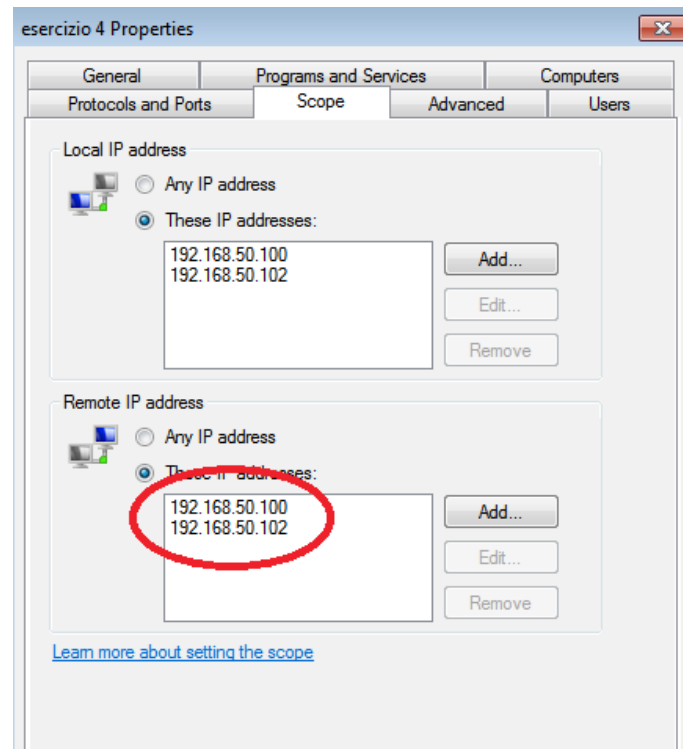 esercizio 4 Properties
General Programs and Services Computers
Protocols and Ports Scope Advanced Users
Local IP address
Any IP address
These IP addresses:
192.168.50.100
192.168.50.102
Add...
Edit...
Remove
Remote IP address
Any IP address
These IP addresses:
192.168.50.100
192.168.50.102
Add...
Edit...
Remove
Learn more about setting the scope